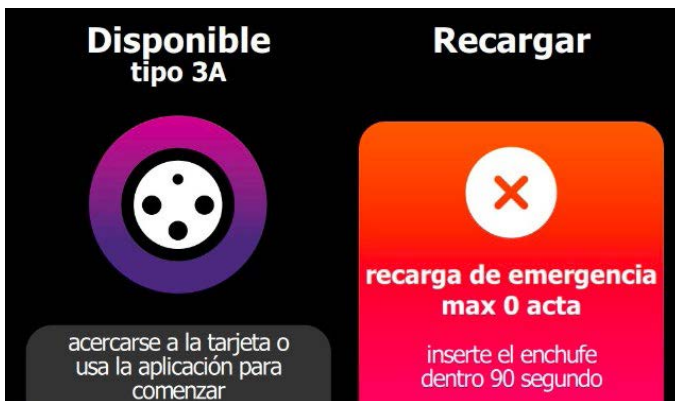 Disponible
tipo 3A
acercarse a la tarjeta o
usa la aplicación para
comenzar
Recargar
recarga de emergencia
max 0 acta
inserte el enchufe
dentro 90 segundo